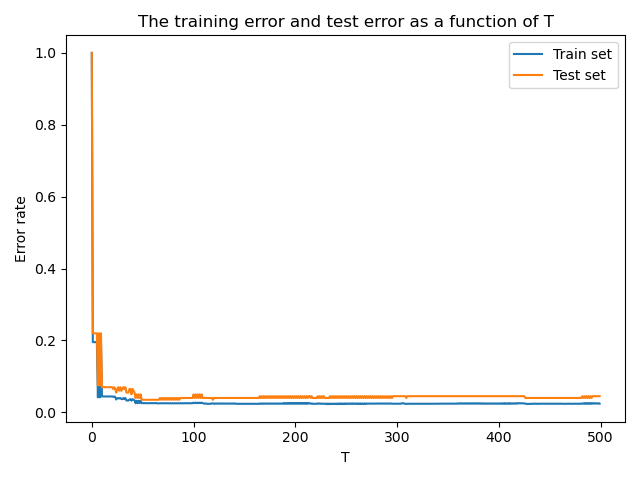 The training error and test error as a function of T
Train set
Test set
Error rate
1.0
0.8
0.6
0.4
0.2
0.0
0
100
200
300
400
500
T